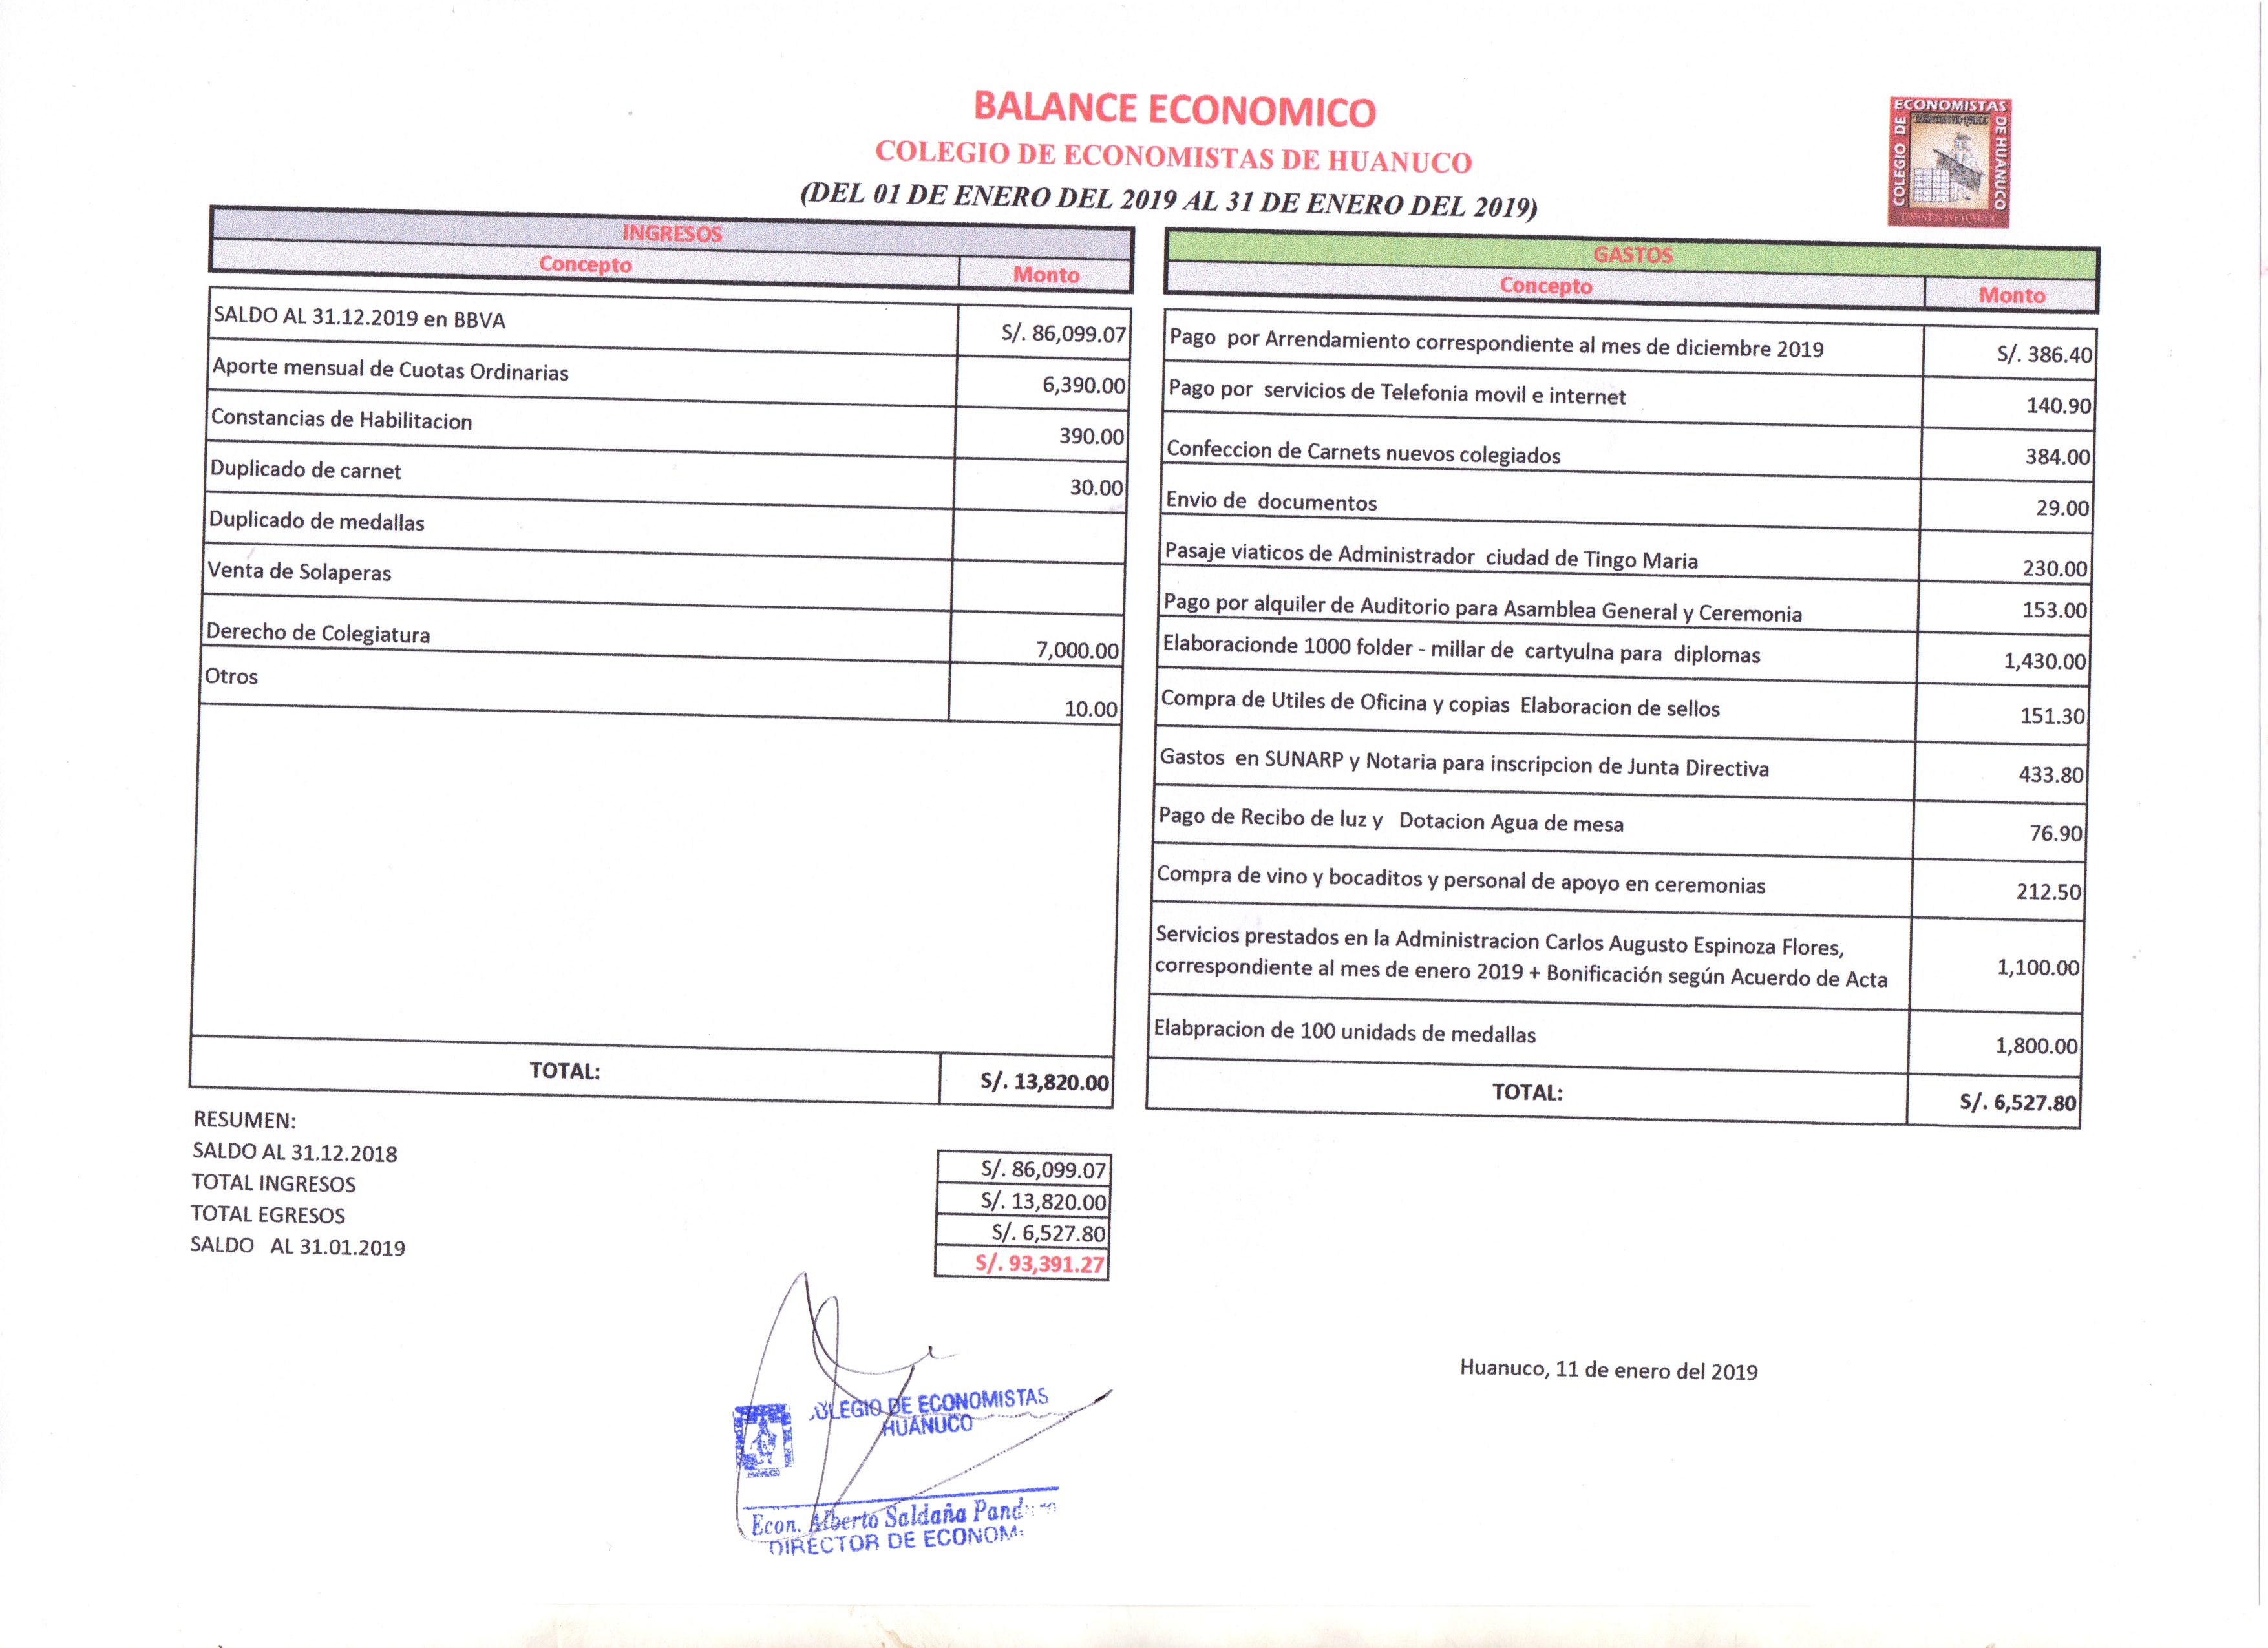 BALANCE ECONOMICO
COLEGIO DE ECONOMISTAS DE HUANUCO
(DEL 01 DE ENERO DEL 2019 AL 31 DE ENERO DEL 2019)
ECONOMISTAS
COLEGIO DE
DE HUANUCO
INGRESOS
Concepto Monto
SALDO AL 31.12.2019 en BBVA S/. 86,099.07
Aporte mensual de Cuotas Ordinarias 6,390.00
Constancias de Habilitacion 390.00
Duplicado de carnet 30.00
Duplicado de medallas
Venta de Solaperas
Derecho de Colegiatura 7,000.00
Otros 10.00
TOTAL: S/. 13,820.00
GASTOS
Concepto Monto
Pago por Arrendamiento correspondiente al mes de diciembre 2019 S/. 386.40
Pago por servicios de Telefonia movil e internet 140.90
Confeccion de Carnets nuevos colegiados 384.00
Envio de documentos 29.00
Pasaje viaticos de Administrador ciudad de Tingo Maria 230.00
Pago por alquiler de Auditorio para Asamblea General y Ceremonia 153.00
Elaboracionde 1000 folder - millar de cartyulna para diplomas 1,430.00
Compra de Utiles de Oficina y copias Elaboracion de sellos 151.30
Gastos en SUNARP y Notaria para inscripcion de Junta Directiva 433.80
Pago de Recibo de luz y Dotacion Agua de mesa 76.90
Compra de vino y bocaditos y personal de apoyo en ceremonias 212.50
Servicios prestados en la Administracion Carlos Augusto Espinoza Flores,
correspondiente al mes de enero 2019 + Bonificación según Acuerdo de Acta 1,100.00
Elabpracion de 100 unidads de medallas 1,800.00
TOTAL: S/. 6,527.80
RESUMEN:
SALDO AL 31.12.2018 S/. 86,099.07
TOTAL INGRESOS S/. 13,820.00
TOTAL EGRESOS S/. 6,527.80
SALDO AL 31.01.2019 S/. 93,391.27
Huanuco, 11 de enero del 2019
OLEGIO DE ECONOMISTAS
HUANUCO
Econ. Alberto Saldaña
DIRECTOR DE ECONOM